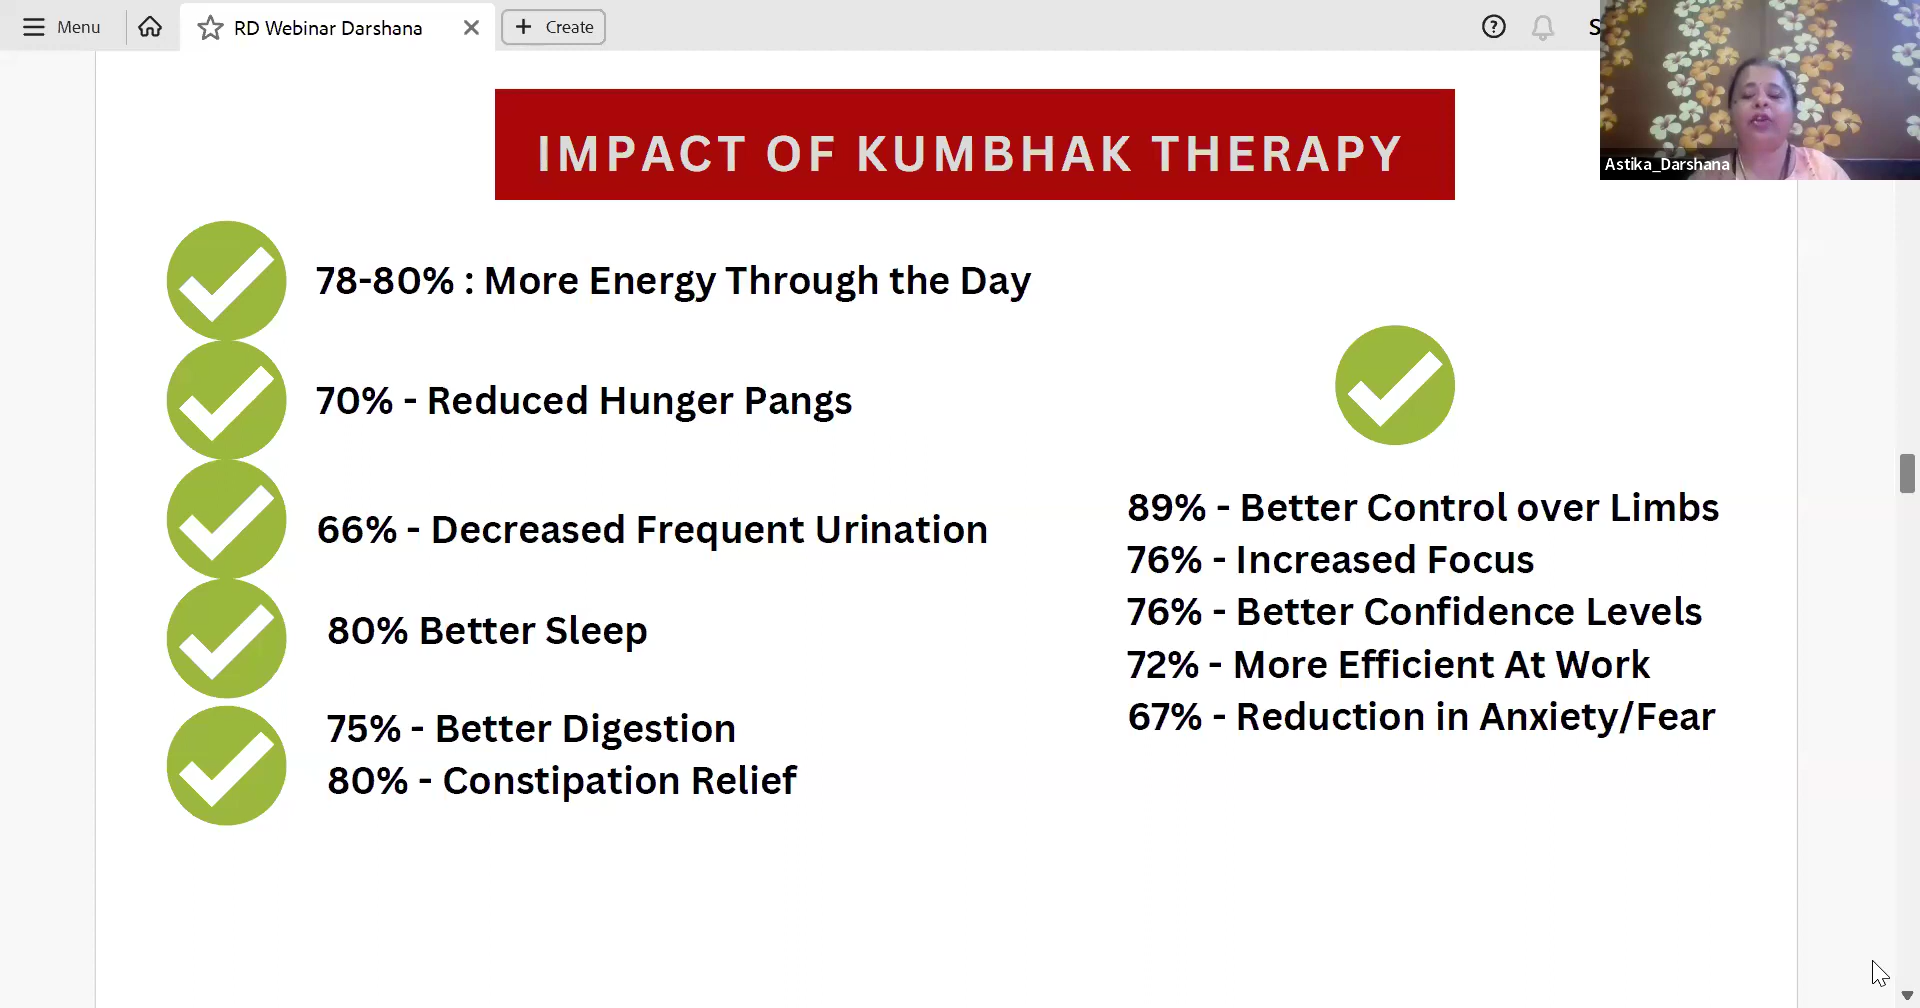 Menu
RD Webinar Darshana
Create
S
Astika_Darshana
IMPACT OF KUMBHAK THERAPY
78-80% : More Energy Through the Day
70% - Reduced Hunger Pangs
66% - Decreased Frequent Urination
80% Better Sleep
75% - Better Digestion
80% - Constipation Relief
89% - Better Control over Limbs
76% - Increased Focus
76% - Better Confidence Levels
72% - More Efficient At Work
67% - Reduction in Anxiety/Fear